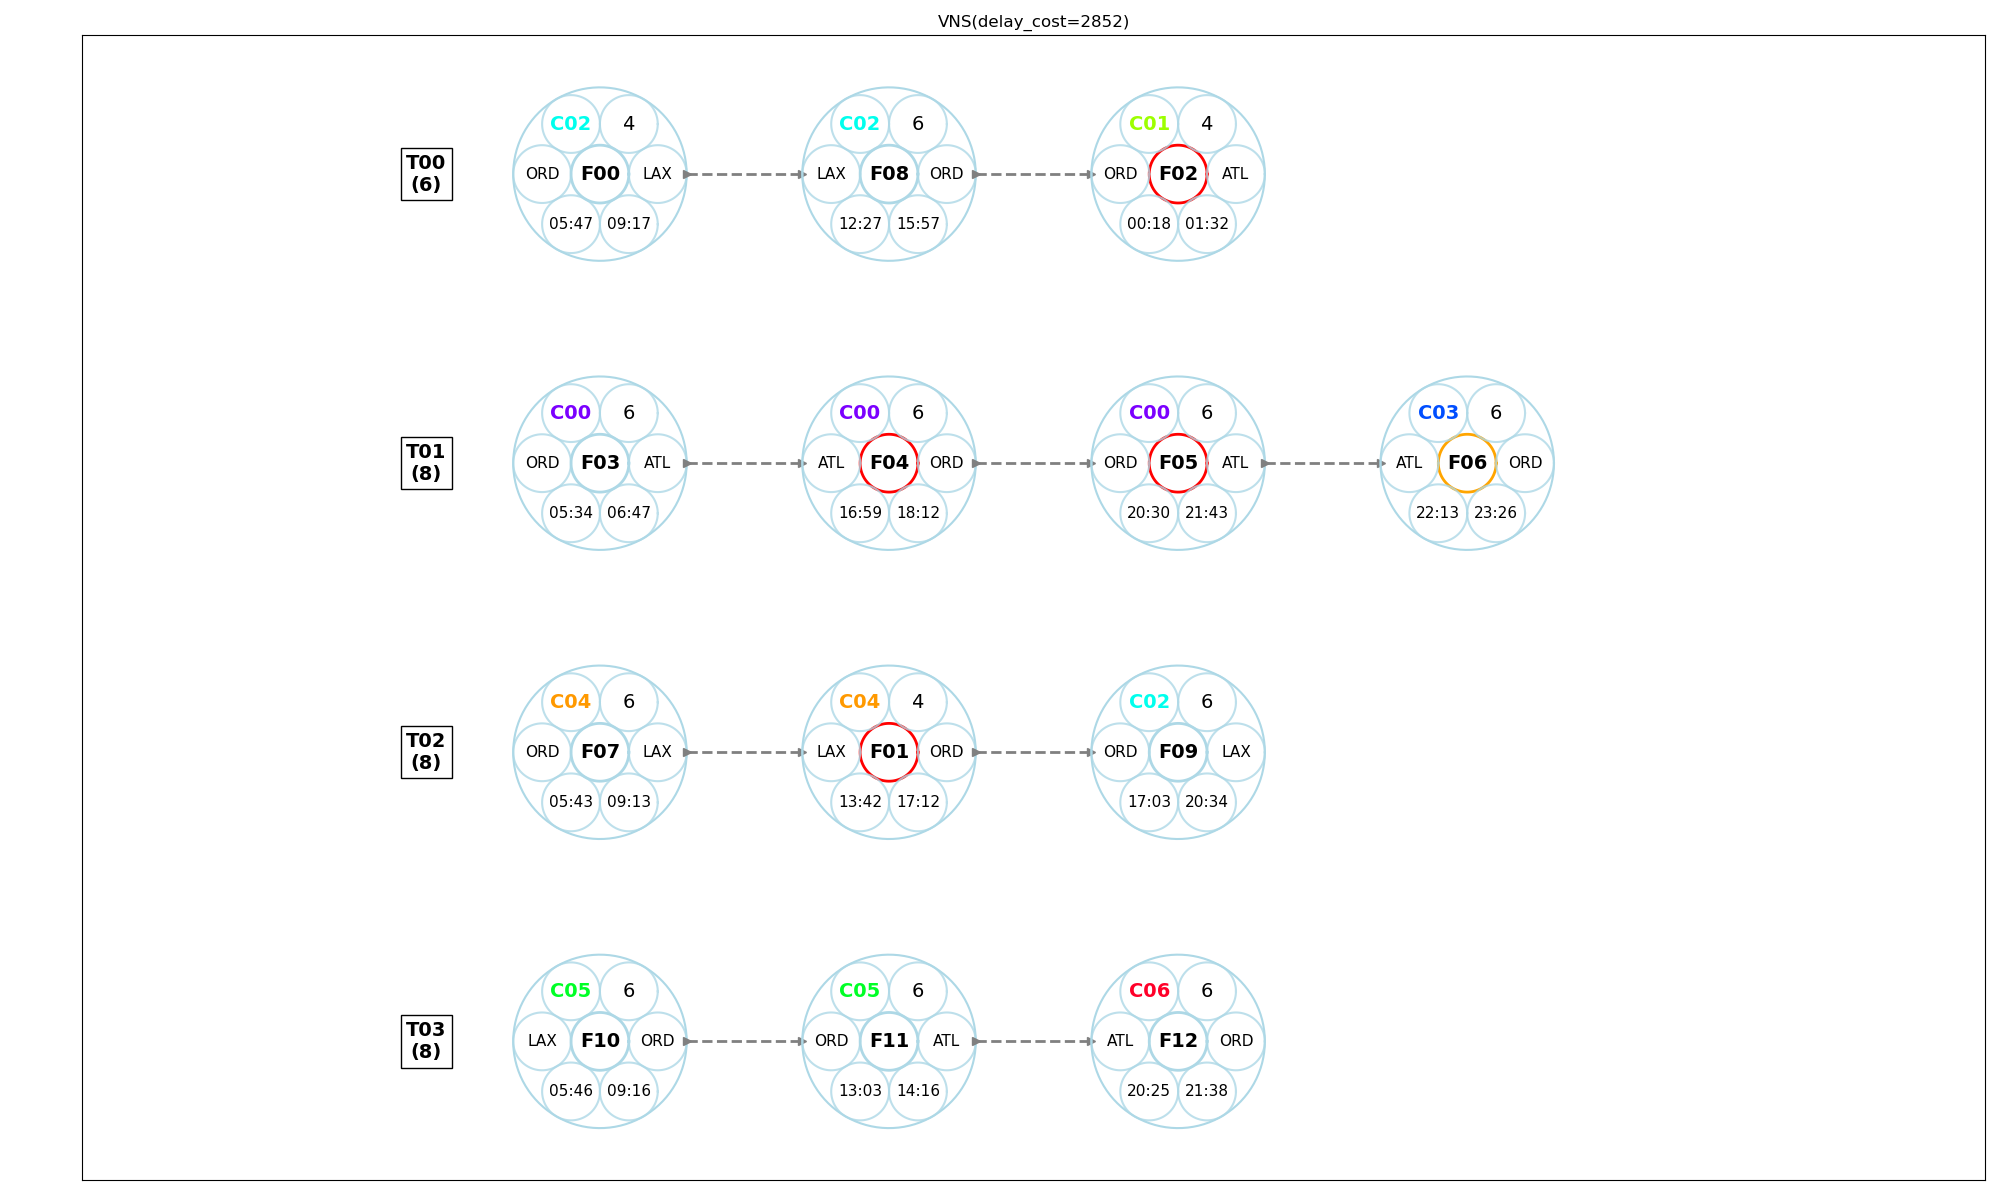 VNS(delay_cost=2852)
C02 4 C02 6 C01 4
T00
(6)
ORD F00 LAX LAX F08 ORD ORD F02 ATL
05:47 09:17 12:27 15:57 00:18 01:32
C00 6 C00 6 C00 6 C03 6
T01
(8)
ORD F03 ATL ATL F04 ORD ORD F05 ATL ATL F06 ORD
05:34 06:47 16:59 18:12 20:30 21:43 22:13 23:26
C04 6 C04 4 C02 6
T02
(8)
ORD F07 LAX LAX F01 ORD ORD F09 LAX
05:43 09:13 13:42 17:12 17:03 20:34
C05 6 C05 6 C06 6
T03
(8)
LAX F10 ORD ORD F11 ATL ATL F12 ORD
05:46 09:16 13:03 14:16 20:25 21:38